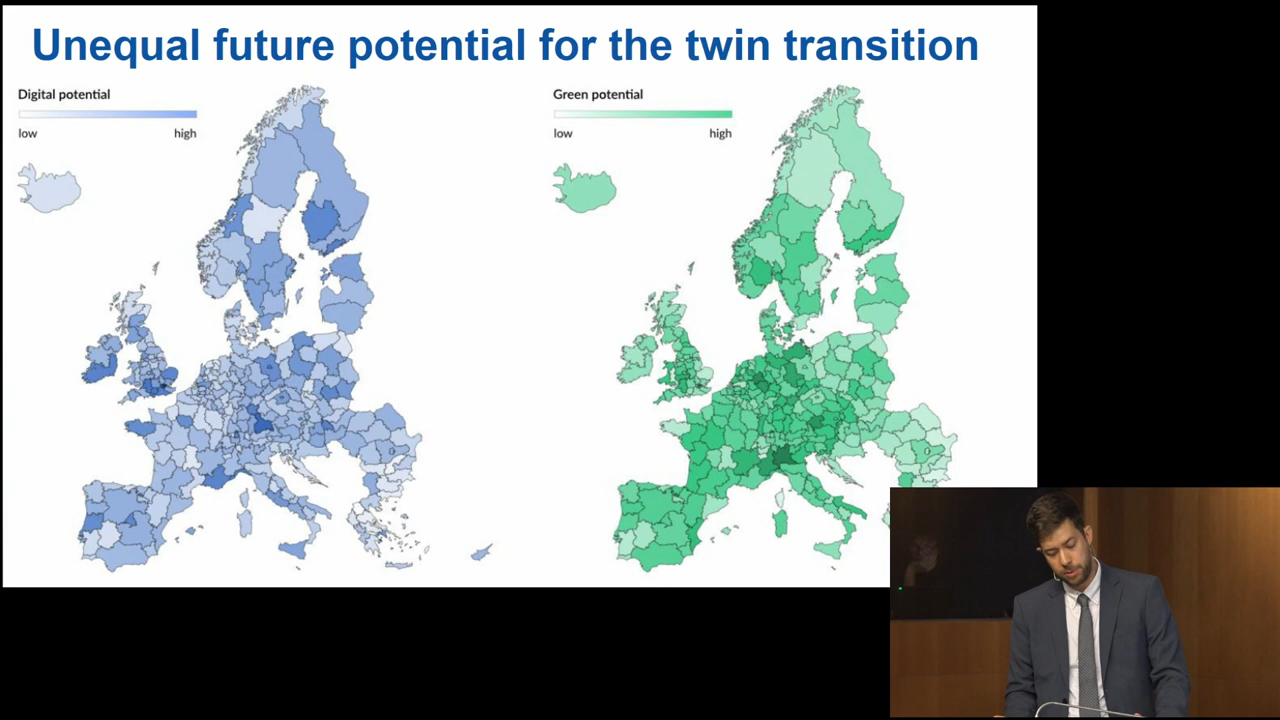 Unequal future potential for the twin transition
Digital potential
low high
Green potential
low high